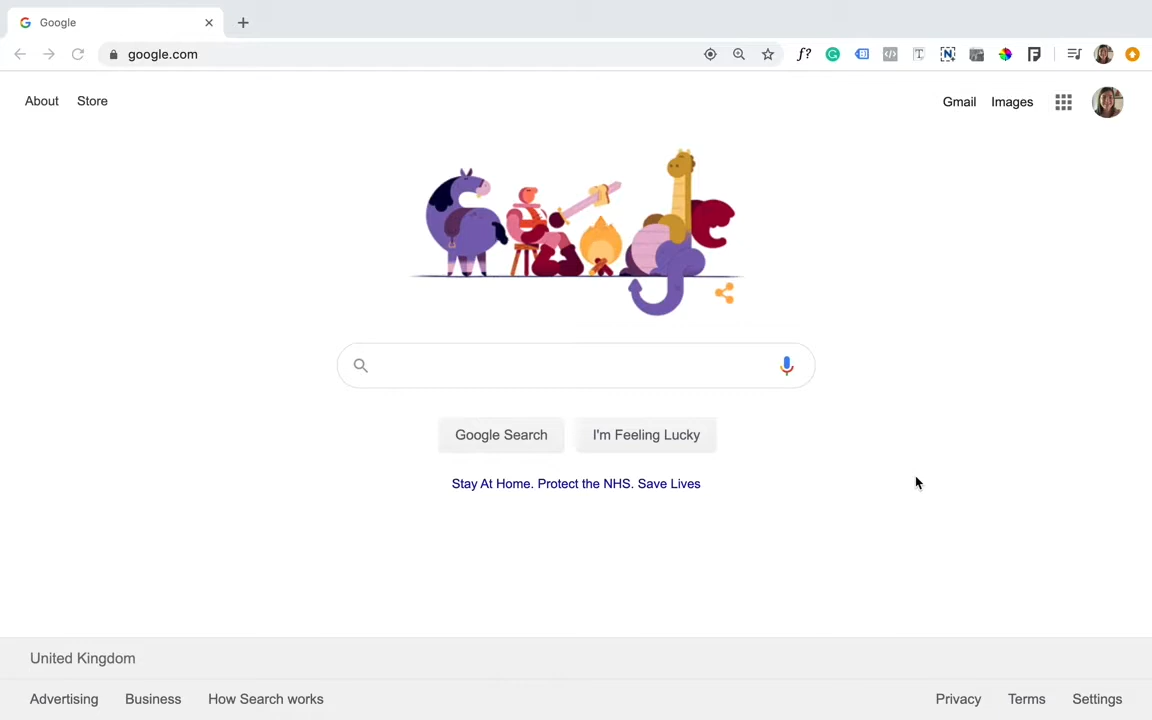 Google
google.com
f?
About
Store
Gmail
Images
Google Search
I'm Feeling Lucky
Stay At Home. Protect the NHS. Save Lives
United Kingdom
Advertising
Business
How Search works
Privacy
Terms
Settings